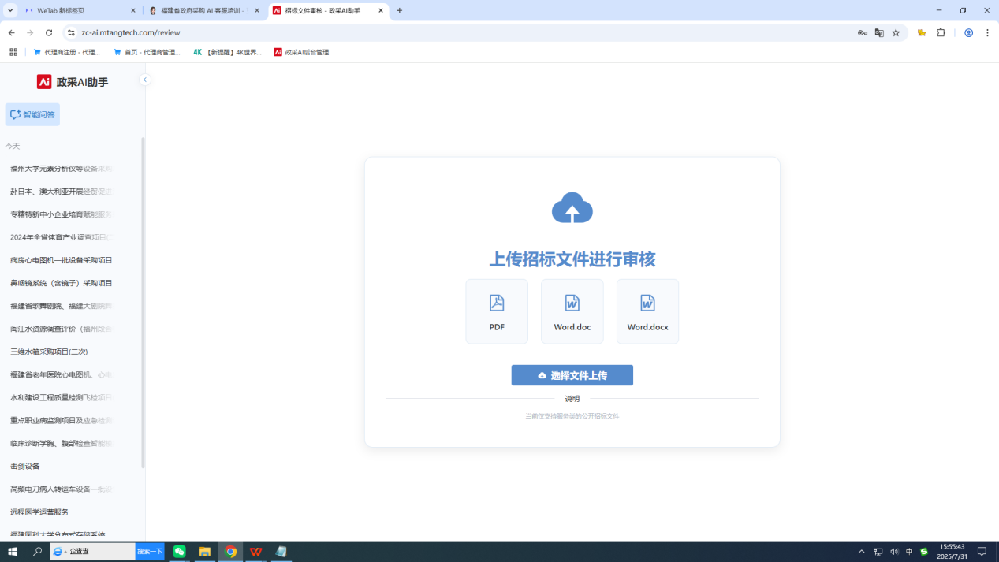 WeTab 新标签页
福建省政府采购 AI 客服培训 -
招标文件审核 - 政采AI助手
zc-ai.mtangtech.com/review
代理商注册 - 代理...
首页 - 代理商管理...
4K 【新提醒】4K世界...
Ai 政采AI后台管理
Ai 政采AI助手
智能问答
今天
福州大学元素分析仪等设备采购
赴日本、澳大利亚开展经贸促进
专精特新中小企业培育赋能服务
2024年全省体育产业调查项目(二
病房心电图机一批设备采购项目
鼻咽镜系统（含镜子）采购项目
福建省歌舞剧院、福建大剧院舞
闽江水资源调查评价（福州段
三维水箱采购项目(二次)
福建省老年医院心电图机、心电
水利建设工程质量检测飞检项目
重点职业病监测项目及应急检测
临床诊断学胸、腹部检查智能
击剑设备
高频电刀病人转运车设备一批设
远程医学运营服务
福建医科大学分布式存储系统
上传招标文件进行审核
PDF
Word.doc
Word.docx
选择文件上传
说明
当前仅支持服务类的公开招标文件
企查查
搜索一下
中
15:55:43
2025/7/31